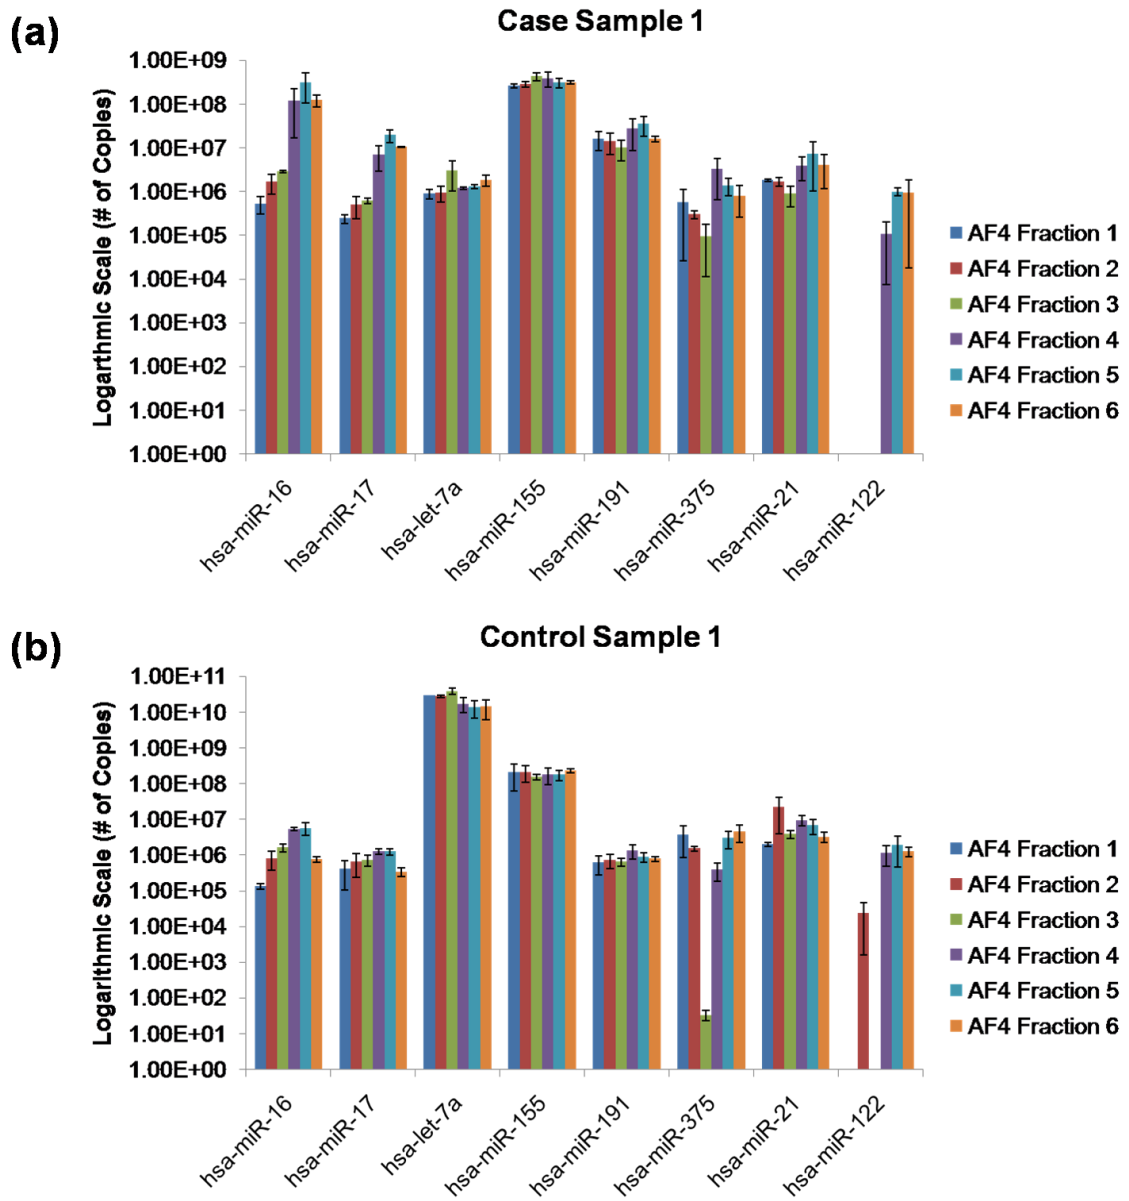 (a)
Case Sample 1
Logarthmic Scale (# of Copies)
1.00E+09
1.00E+08
1.00E+07
1.00E+06
1.00E+05
1.00E+04
1.00E+03
1.00E+02
1.00E+01
1.00E+00
hsa-miR-16
hsa-miR-17
hsa-let-7a
hsa-miR-155
hsa-miR-191
hsa-miR-375
hsa-miR-21
hsa-miR-122
AF4 Fraction 1
AF4 Fraction 2
AF4 Fraction 3
AF4 Fraction 4
AF4 Fraction 5
AF4 Fraction 6
(b)
Control Sample 1
Logarithmic Scale (# of Copies)
1.00E+11
1.00E+10
1.00E+09
1.00E+08
1.00E+07
1.00E+06
1.00E+05
1.00E+04
1.00E+03
1.00E+02
1.00E+01
1.00E+00
hsa-miR-16
hsa-miR-17
hsa-let-7a
hsa-miR-155
hsa-miR-191
hsa-miR-375
hsa-miR-21
hsa-miR-122
AF4 Fraction 1
AF4 Fraction 2
AF4 Fraction 3
AF4 Fraction 4
AF4 Fraction 5
AF4 Fraction 6